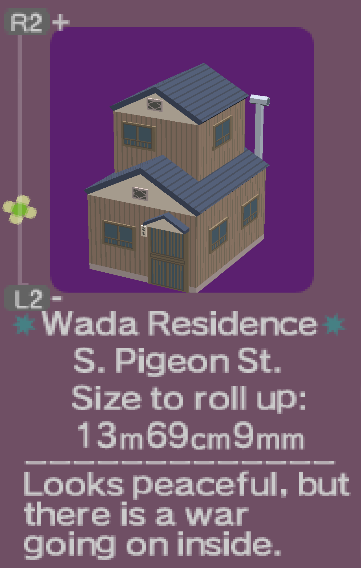 R2 +
L2 -
Wada Residence
S. Pigeon St.
Size to roll up:
13m69cm9mm
Looks peaceful, but
there is a war
going on inside.